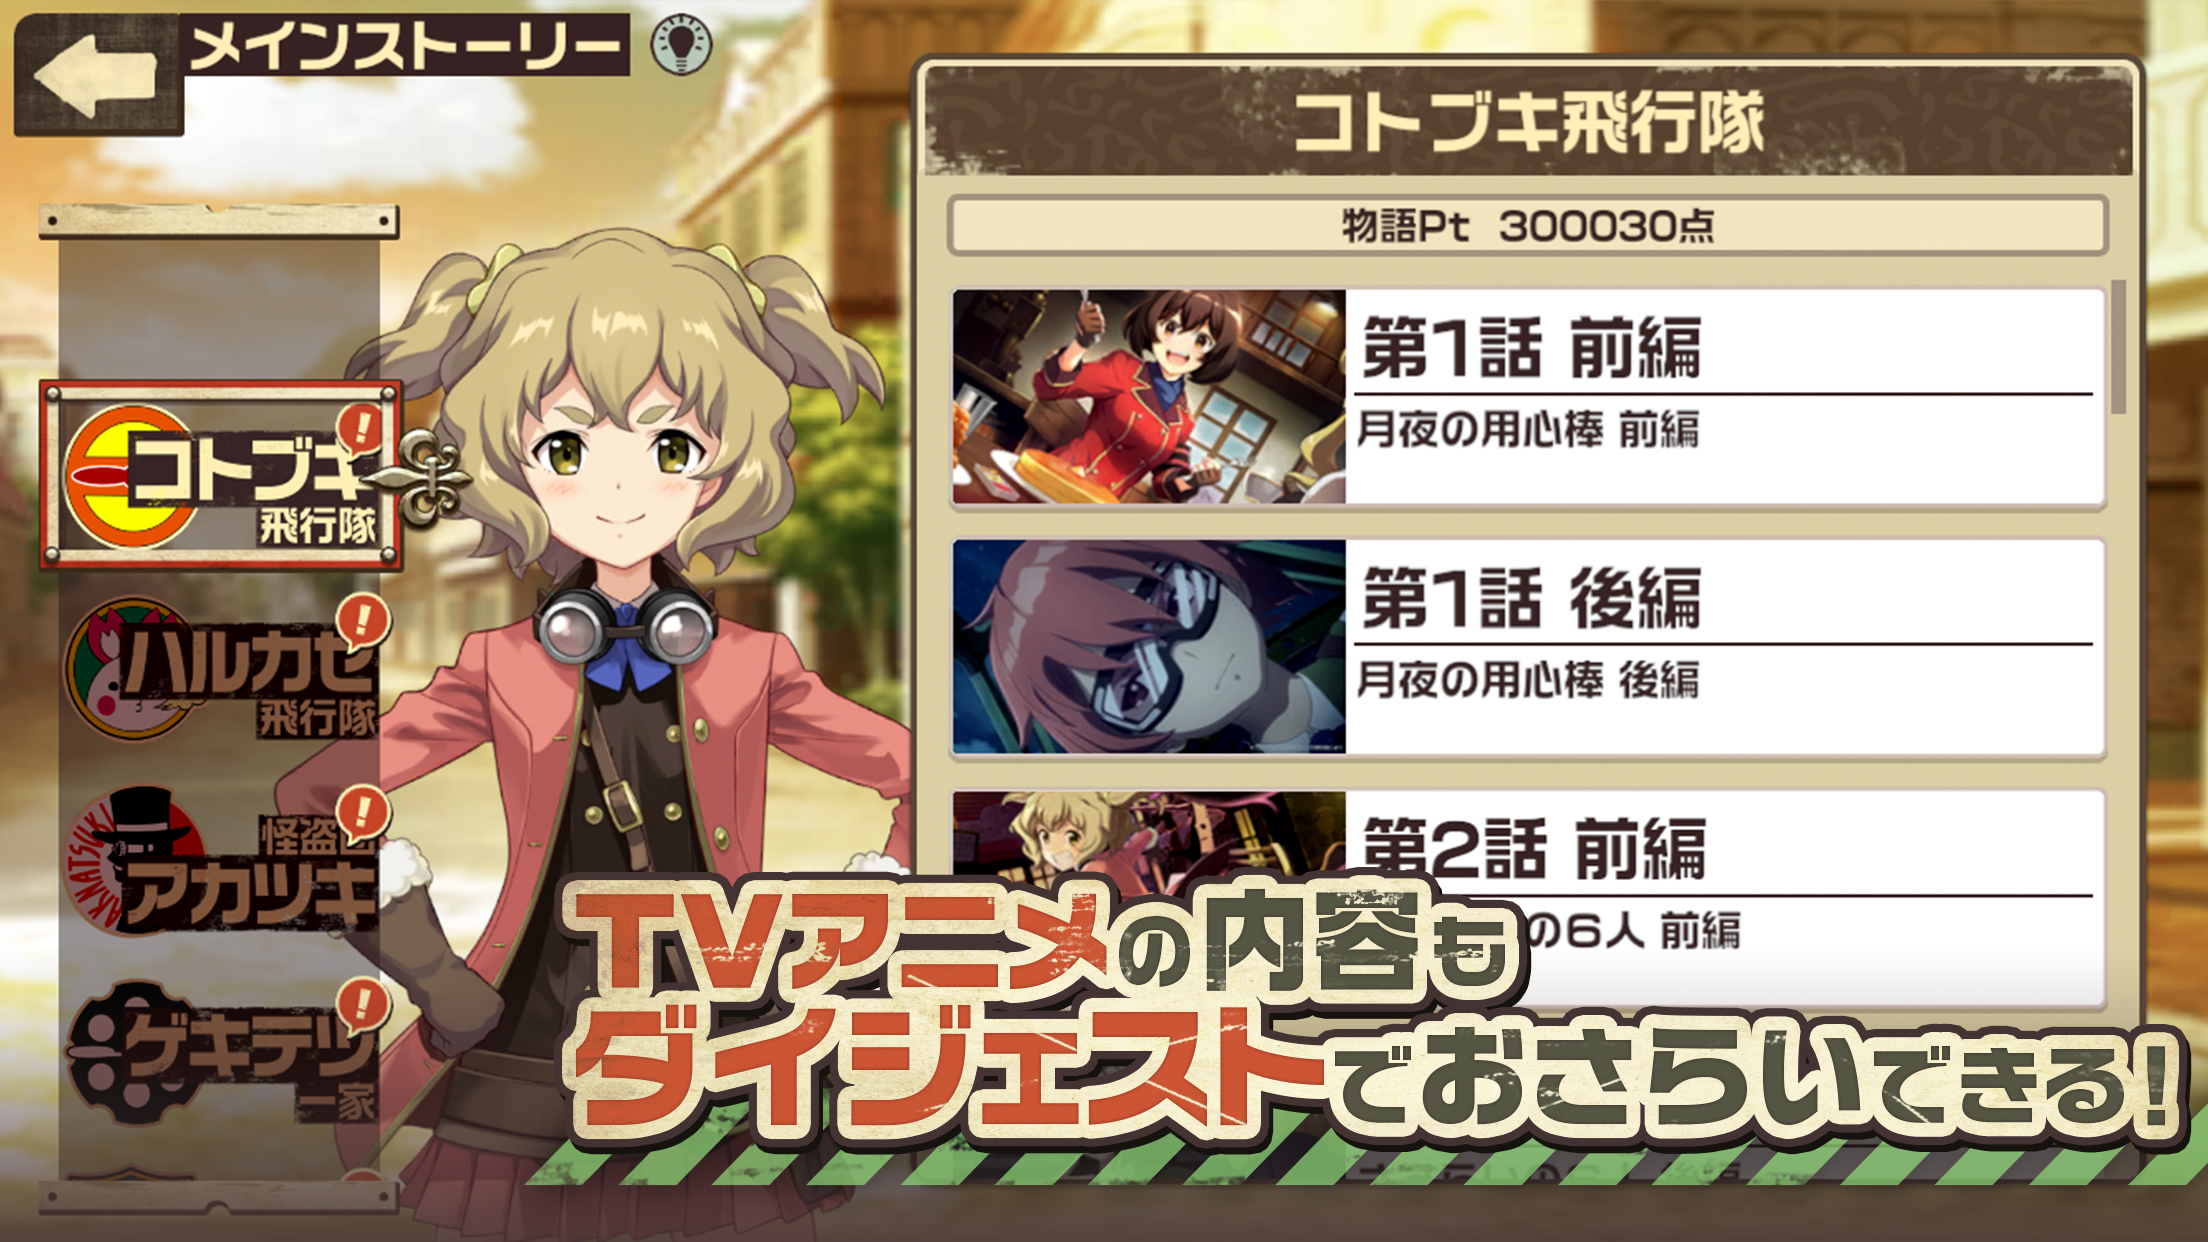 メインストーリー
コトブキ
飛行隊
ハルカゼ
飛行隊
怪盗団
アカツキ
ゲキテツ
一家
コトブキ飛行隊
物語Pt 300030点
第1話 前編
月夜の用心棒 前編
第1話 後編
月夜の用心棒 後編
第2話 前編
の6人 前編
TVアニメの内容も
ダイジェストでおさらいできる!